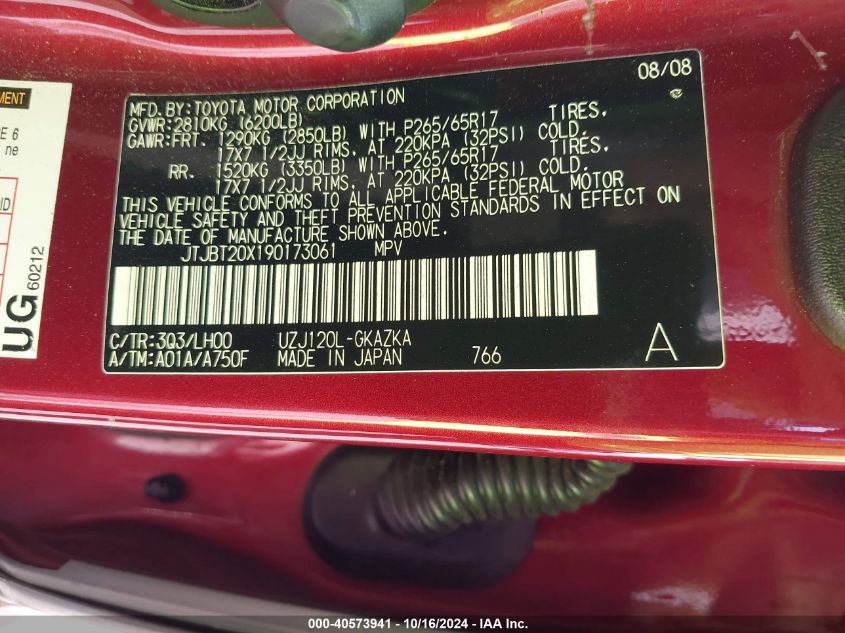 08/08
MFD. BY: TOYOTA MOTOR CORPORATION
GVWR: 2810KG (6200LB)
GAWR: FRT. 1290KG (2850LB) WITH P265/65R17 TIRES,
17X7 1/2JJ RIMS, AT 220KPA (32PSI) COLD.
RR. 1520KG (3350LB) WITH P265/65R17 TIRES,
17X7 1/2JJ RIMS, AT 220KPA (32PSI) COLD.
THIS VEHICLE CONFORMS TO ALL APPLICABLE FEDERAL MOTOR
VEHICLE SAFETY AND THEFT PREVENTION STANDARDS IN EFFECT ON
THE DATE OF MANUFACTURE SHOWN ABOVE.
JTJBT20X190173061 MPV
C/TR: 3Q3/LH00 UZJ120L-GKAZKA
A/TM: A01A/A750F MADE IN JAPAN 766 A
E 6
ne
UG 60212
000-40573941 - 10/16/2024 - IAA Inc.